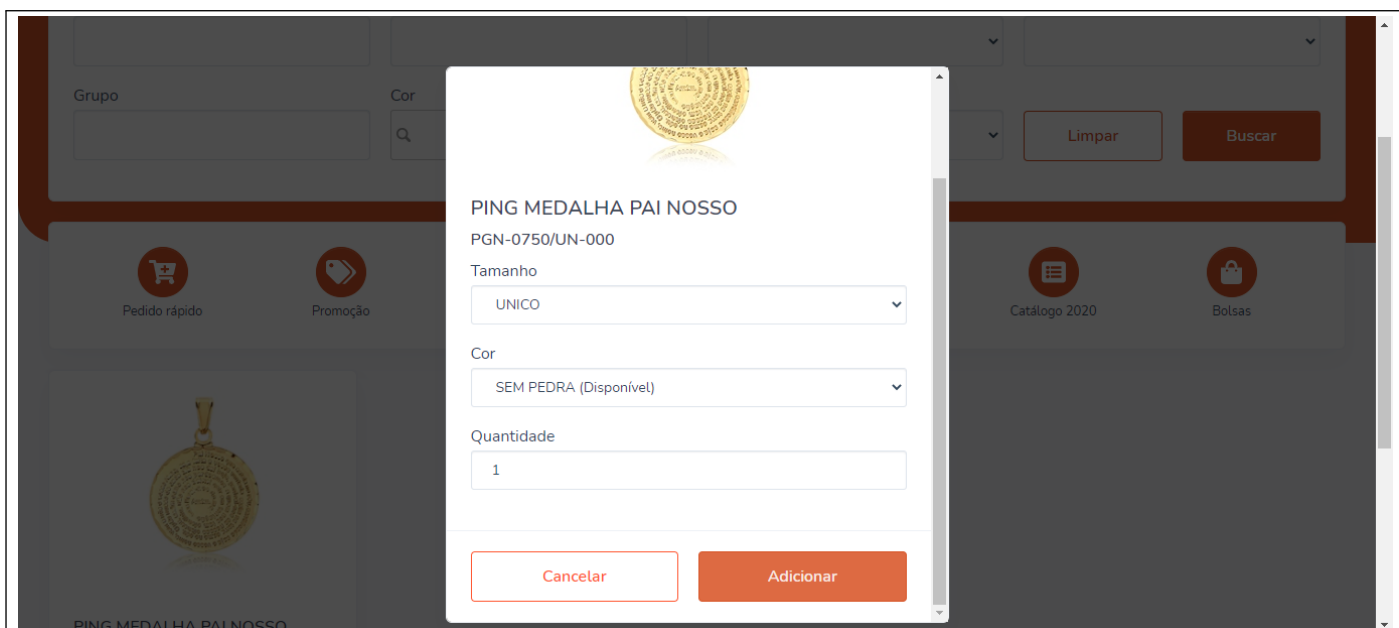 Grupo
Cor
Limpar
Buscar
PING MEDALHA PAI NOSSO
PGN-0750/UN-000
Tamanho
UNICO
Cor
SEM PEDRA (Disponível)
Quantidade
1
Cancelar
Adicionar
Pedido rápido
Promoção
Catálogo 2020
Bolsas
PING MEDALHA PAI NOSSO